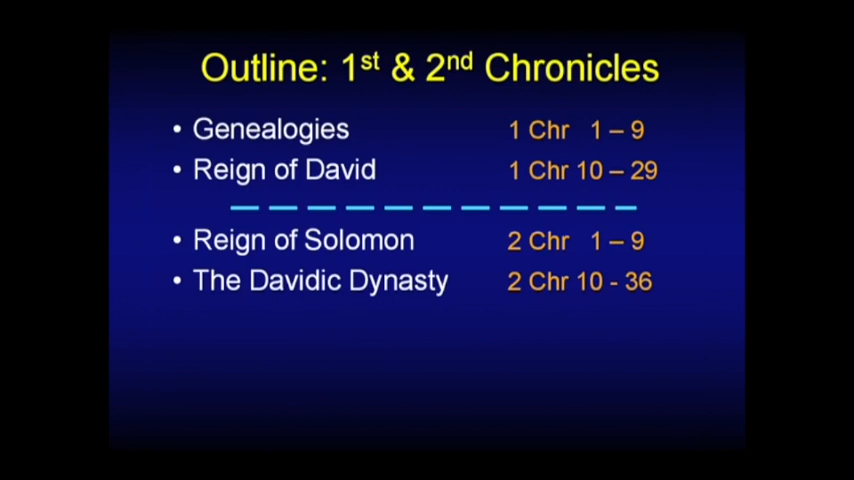 Outline: 1st & 2nd Chronicles
• Genealogies 1 Chr 1 – 9
• Reign of David 1 Chr 10 – 29
• Reign of Solomon 2 Chr 1 – 9
• The Davidic Dynasty 2 Chr 10 - 36